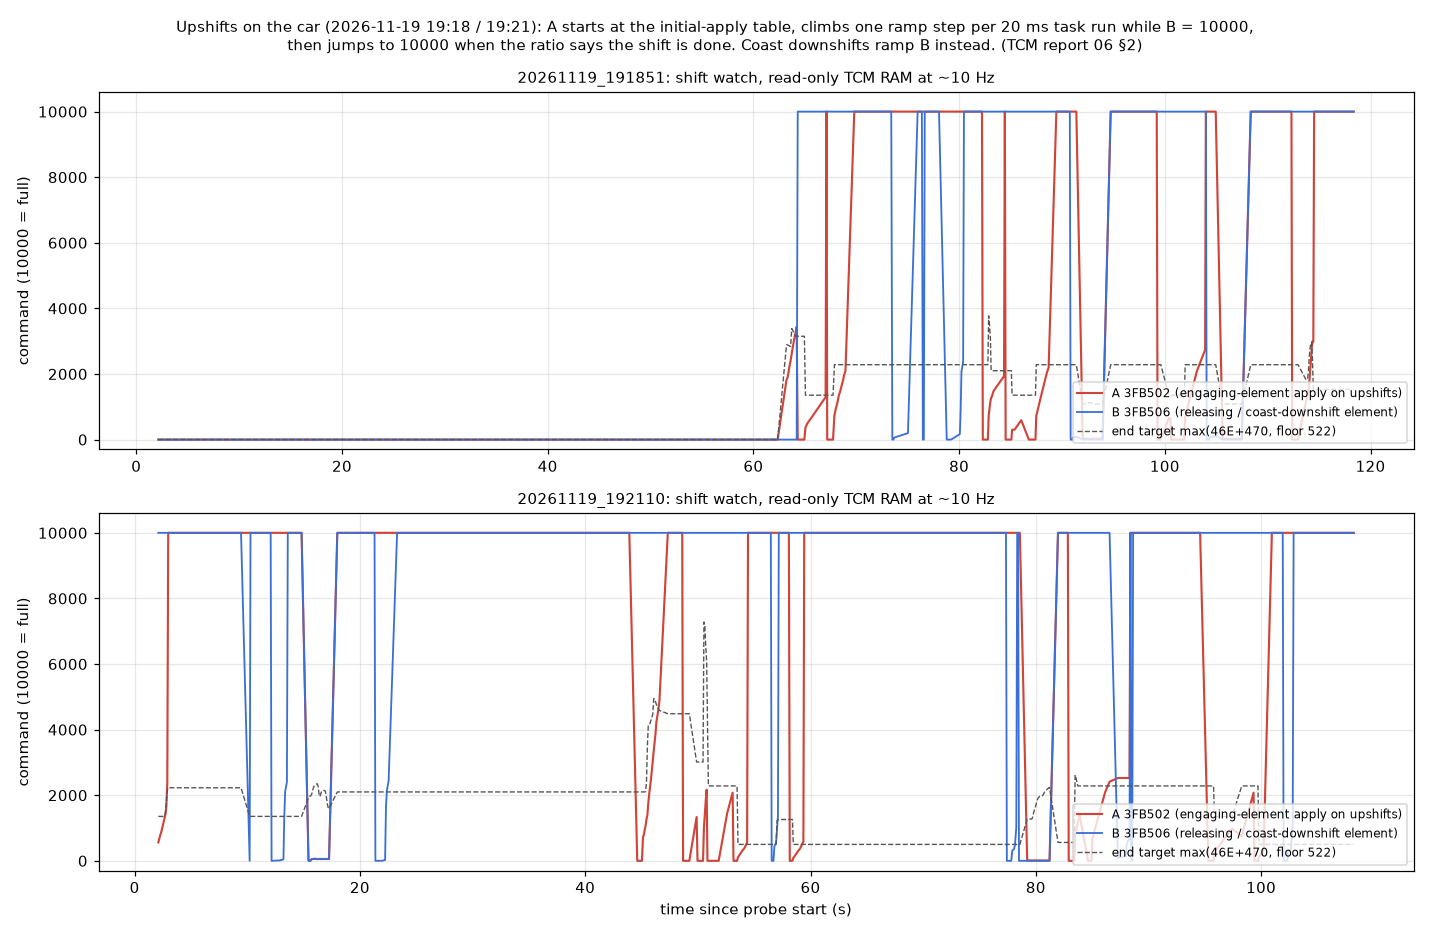 Upshifts on the car (2026-11-19 19:18 / 19:21): A starts at the initial-apply table, climbs one ramp step per 20 ms task run while B = 10000,
then jumps to 10000 when the ratio says the shift is done. Coast downshifts ramp B instead. (TCM report 06 §2)
20261119_191851: shift watch, read-only TCM RAM at ~10 Hz
command (10000 = full)
10000
8000
6000
4000
2000
0
A 3FB502 (engaging-element apply on upshifts)
B 3FB506 (releasing / coast-downshift element)
end target max(46E+470, floor 522)
0 20 40 60 80 100 120
20261119_192110: shift watch, read-only TCM RAM at ~10 Hz
command (10000 = full)
10000
8000
6000
4000
2000
0
A 3FB502 (engaging-element apply on upshifts)
B 3FB506 (releasing / coast-downshift element)
end target max(46E+470, floor 522)
0 20 40 60 80 100
time since probe start (s)